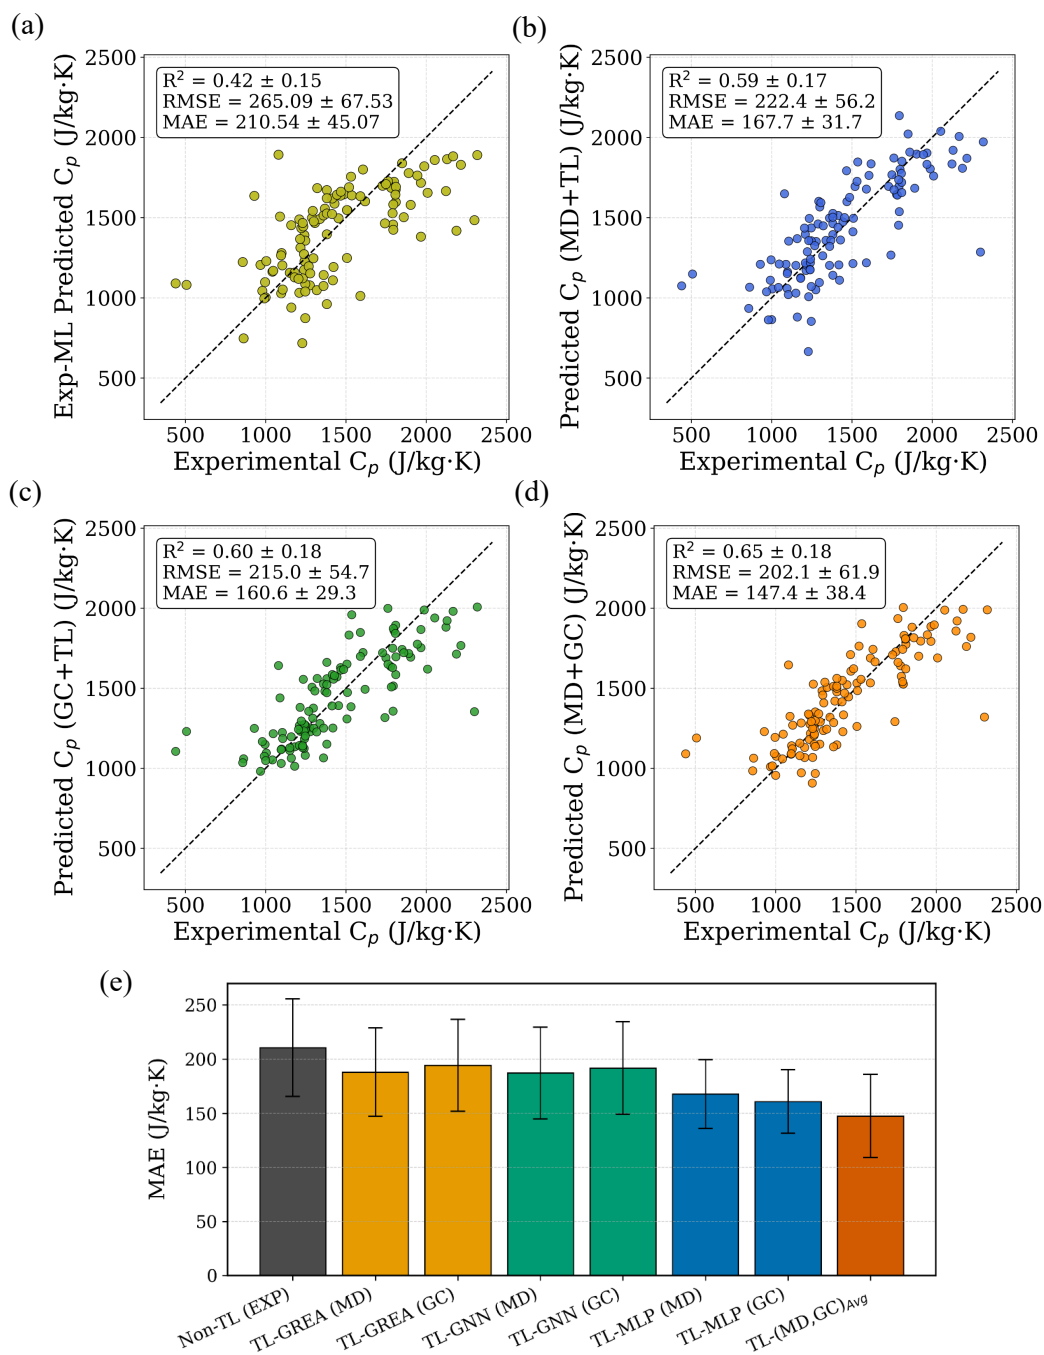 (a)
Exp-ML Predicted Cp (J/kg·K)
2500
2000
1500
1000
500
R² = 0.42 ± 0.15
RMSE = 265.09 ± 67.53
MAE = 210.54 ± 45.07
500 1000 1500 2000 2500
Experimental Cp (J/kg·K)
(b)
Predicted Cp (MD+TL) (J/kg·K)
2500
2000
1500
1000
500
R² = 0.59 ± 0.17
RMSE = 222.4 ± 56.2
MAE = 167.7 ± 31.7
500 1000 1500 2000 2500
Experimental Cp (J/kg·K)
(c)
Predicted Cp (GC+TL) (J/kg·K)
2500
2000
1500
1000
500
R² = 0.60 ± 0.18
RMSE = 215.0 ± 54.7
MAE = 160.6 ± 29.3
500 1000 1500 2000 2500
Experimental Cp (J/kg·K)
(d)
Predicted Cp (MD+GC) (J/kg·K)
2500
2000
1500
1000
500
R² = 0.65 ± 0.18
RMSE = 202.1 ± 61.9
MAE = 147.4 ± 38.4
500 1000 1500 2000 2500
Experimental Cp (J/kg·K)
(e)
MAE (J/kg·K)
250
200
150
100
50
0
Non-TL (EXP)
TL-GREA (MD)
TL-GREA (GC)
TL-GNN (MD)
TL-GNN (GC)
TL-MLP (MD)
TL-MLP (GC)
TL-(MD,GC)Avg